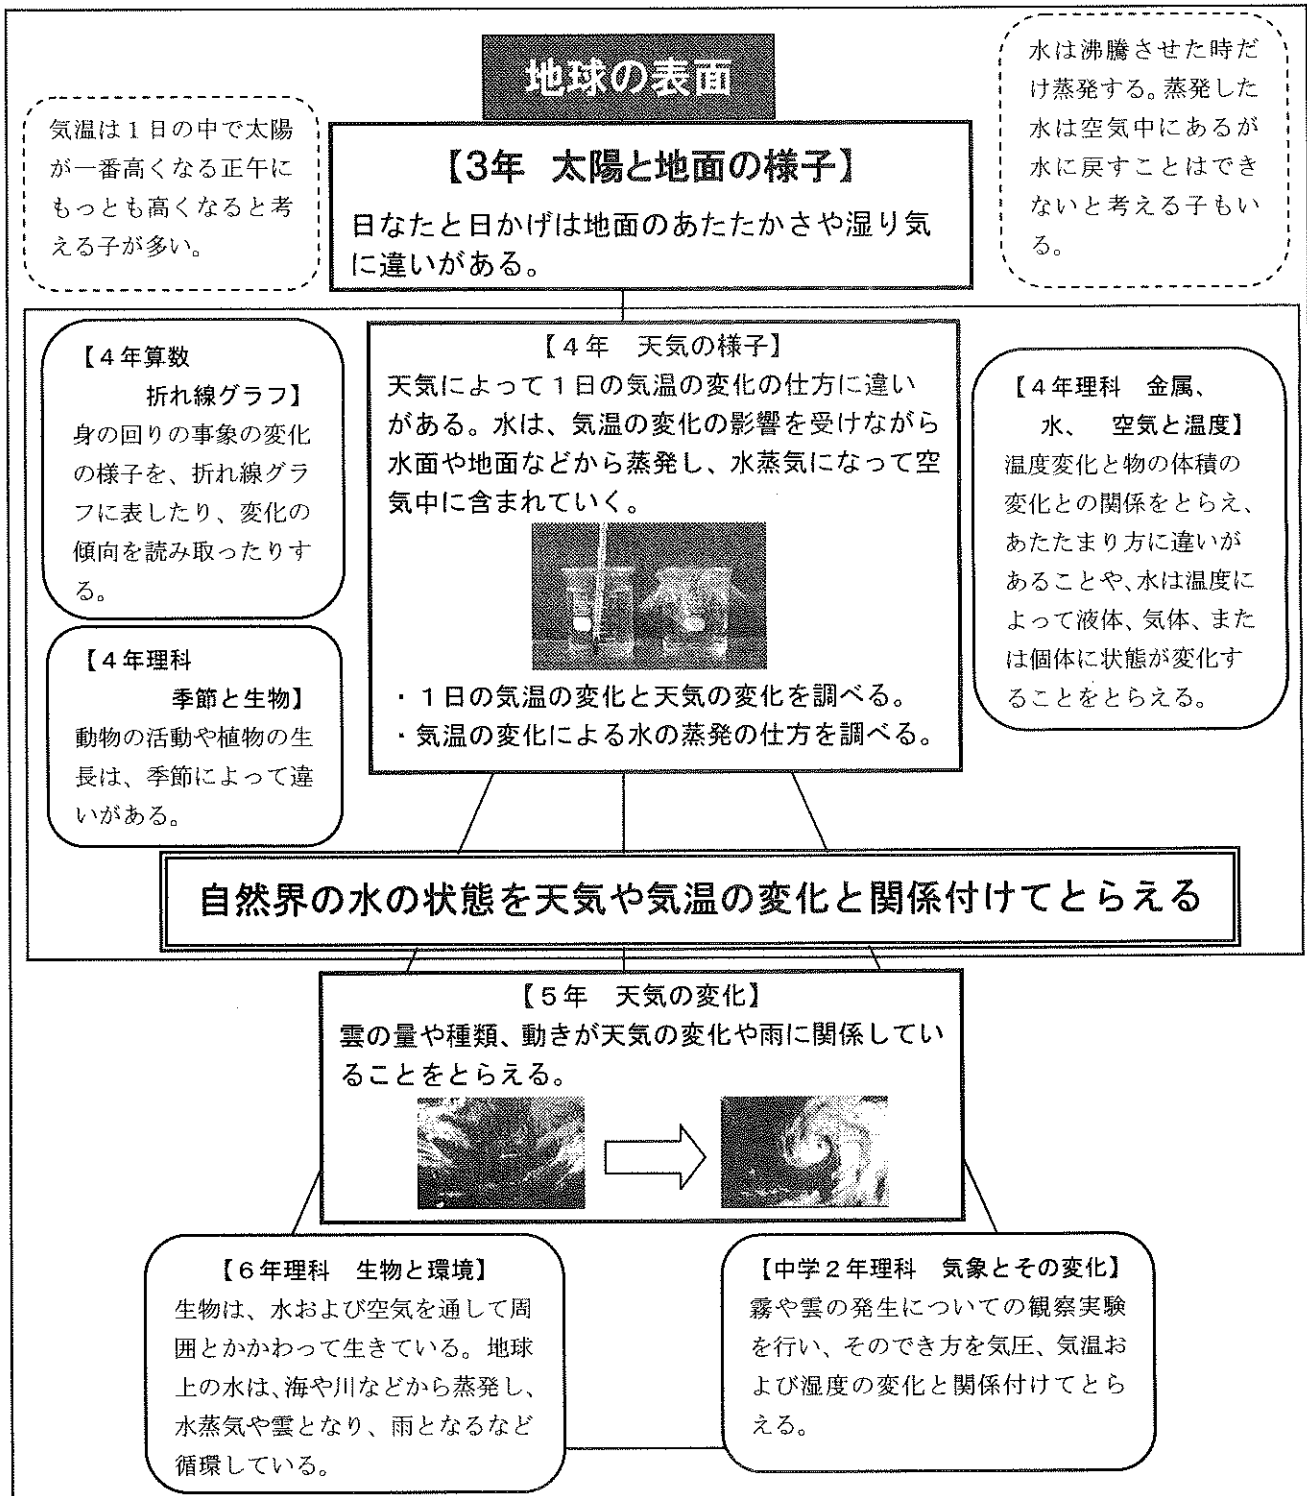 地球の表面
気温は1日の中で太陽
が一番高くなる正午に
もっとも高くなると考
える子が多い。
【3年 太陽と地面の様子】
日なたと日かげは地面のあたたかさや湿り気
に違いがある。
水は沸騰させた時だ
け蒸発する。蒸発した
水は空気中にあるが
水に戻すことはでき
ないと考える子もい
る。
【4年算数
折れ線グラフ】
身の回りの事象の変化
の様子を、折れ線グラ
フに表したり、変化の
傾向を読み取ったりす
る。
【4年理科
季節と生物】
動物の活動や植物の生
長は、季節によって違
いがある。
【4年 天気の様子】
天気によって1日の気温の変化の仕方に違い
がある。水は、気温の変化の影響を受けながら
水面や地面などから蒸発し、水蒸気になって空
気中に含まれていく。
・1日の気温の変化と天気の変化を調べる。
・気温の変化による水の蒸発の仕方を調べる。
【4年理科 金属、
水、 空気と温度】
温度変化と物の体積の
変化との関係をとらえ、
あたたまり方に違いが
あることや、水は温度に
よって液体、気体、また
は個体に状態が変化す
ることをとらえる。
自然界の水の状態を天気や気温の変化と関係付けてとらえる
【5年 天気の変化】
雲の量や種類、動きが天気の変化や雨に関係してい
ることをとらえる。
【6年理科 生物と環境】
生物は、水および空気を通して周
囲とかかわって生きている。地球
上の水は、海や川などから蒸発し、
水蒸気や雲となり、雨となるなど
循環している。
【中学2年理科 気象とその変化】
霧や雲の発生についての観察実験
を行い、そのでき方を気圧、気温お
よび湿度の変化と関係付けてとら
える。